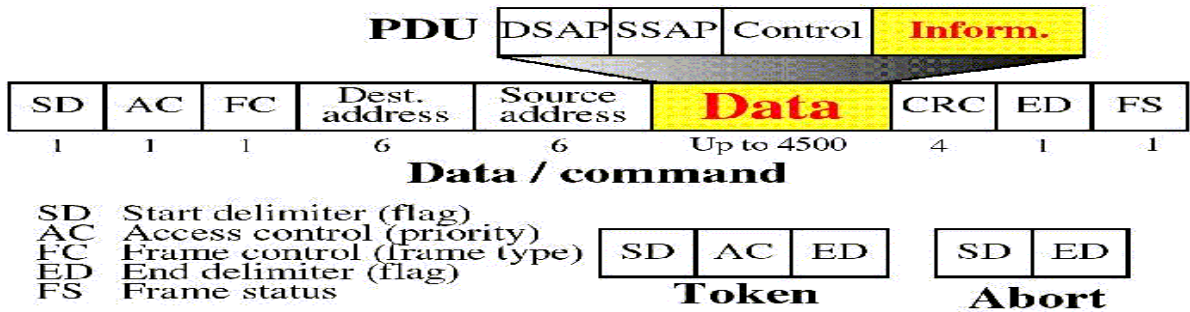 PDU DSAP SSAP Control Inform.
SD AC FC Dest. address Source address Data CRC ED FS
1 1 1 6 6 Up to 4500 4 1 1
Data / command
SD Start delimiter (flag)
AC Access control (priority)
FC Frame control (frame type)
ED End delimiter (flag)
FS Frame status
SD AC ED
Token
SD ED
Abort